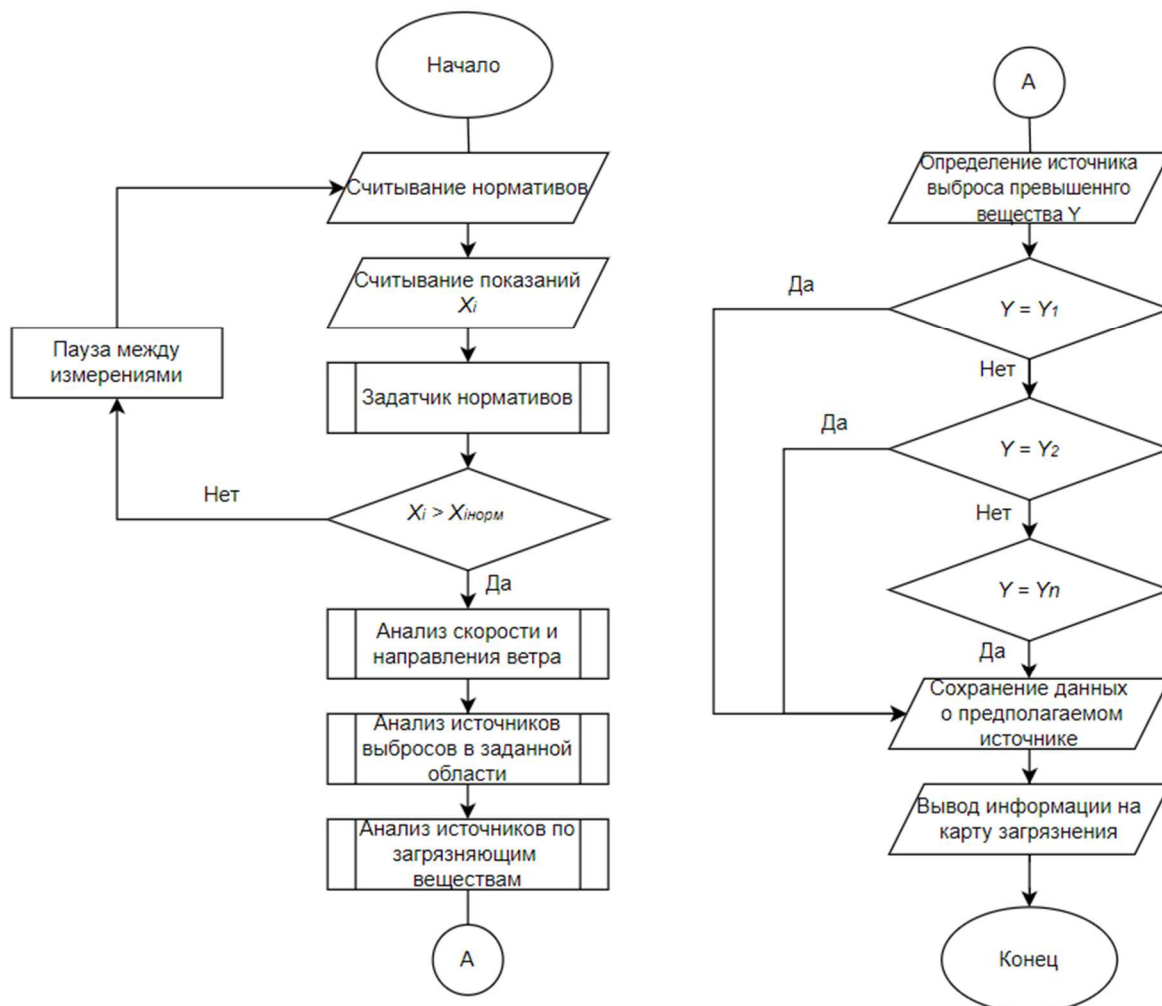 Начало
Считывание нормативов
Считывание показаний
Xi
Пауза между
измерениями
Задатчик нормативов
Нет
Xi > Xiнорм
Да
Анализ скорости и
направления ветра
Анализ источников
выбросов в заданной
области
Анализ источников по
загрязняющим
веществам
А
А
Определение источника
выброса превышеннго
вещества Y
Да
Y = Y1
Нет
Да
Y = Y2
Нет
Y = Yn
Да
Сохранение данных
о предполагаемом
источнике
Вывод информации на
карту загрязнения
Конец